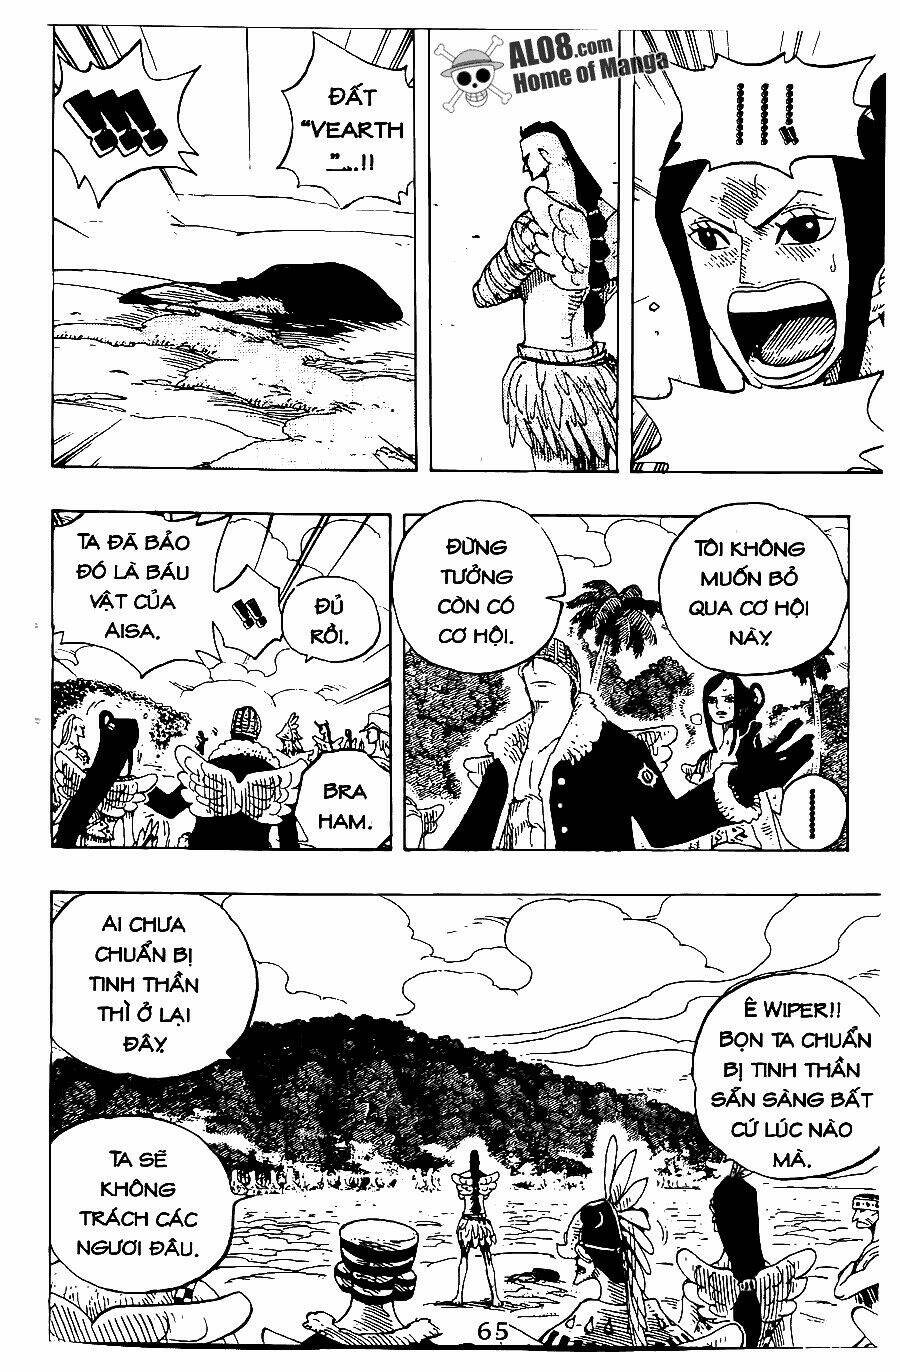 AL08.com
Home of Manga
!!!
ĐẤT
"VEARTH
"....!!
!!!
TÔI KHÔNG
MUỐN BỎ
QUA CƠ HỘI
NÀY.
ĐỪNG
TƯỞNG
CÒN CÓ
CƠ HỘI.
TA ĐÃ BẢO
ĐÓ LÀ BÁU
VẬT CỦA
AISA.
!!!
ĐỦ
RỒI.
BRA
HAM.
Ê WIPER!!
BỌN TA CHUẨN
BỊ TINH THẦN
SẴN SÀNG BẤT
CỨ LÚC NÀO
MÀ.
AI CHƯA
CHUẨN BỊ
TINH THẦN
THÌ Ở LẠI
ĐÂY.
TA SẼ
KHÔNG
TRÁCH CÁC
NGƯƠI ĐÂU.
65